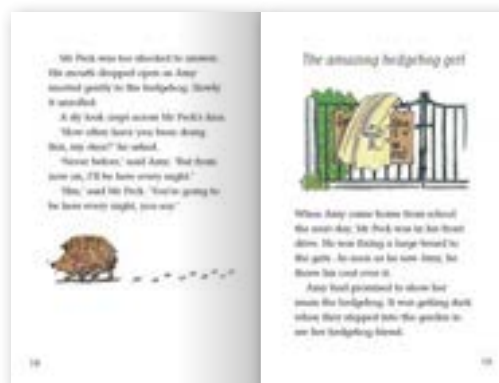 Mr Peck was too shocked to answer.
His mouth dropped open as Amy
snorted gently to the hedgehog. Slowly
it unrolled.
A sly look crept across Mr Peck's face.
'How often have you been doing
this, my dear?' he asked.
'Never before,' said Amy. 'But from
now on, I'll be here every night.'
'Hm,' said Mr Peck. 'You're going to
be here every night, you say.'
18
The amazing hedgehog girl
When Amy came home from school
the next day, Mr Peck was in his front
drive. He was fixing a large board to
the gate. As soon as he saw Amy, he
threw his coat over it.
Amy had promised to show her
mum the hedgehog. It was getting dark
when they stepped into the garden to
see her hedgehog friend.